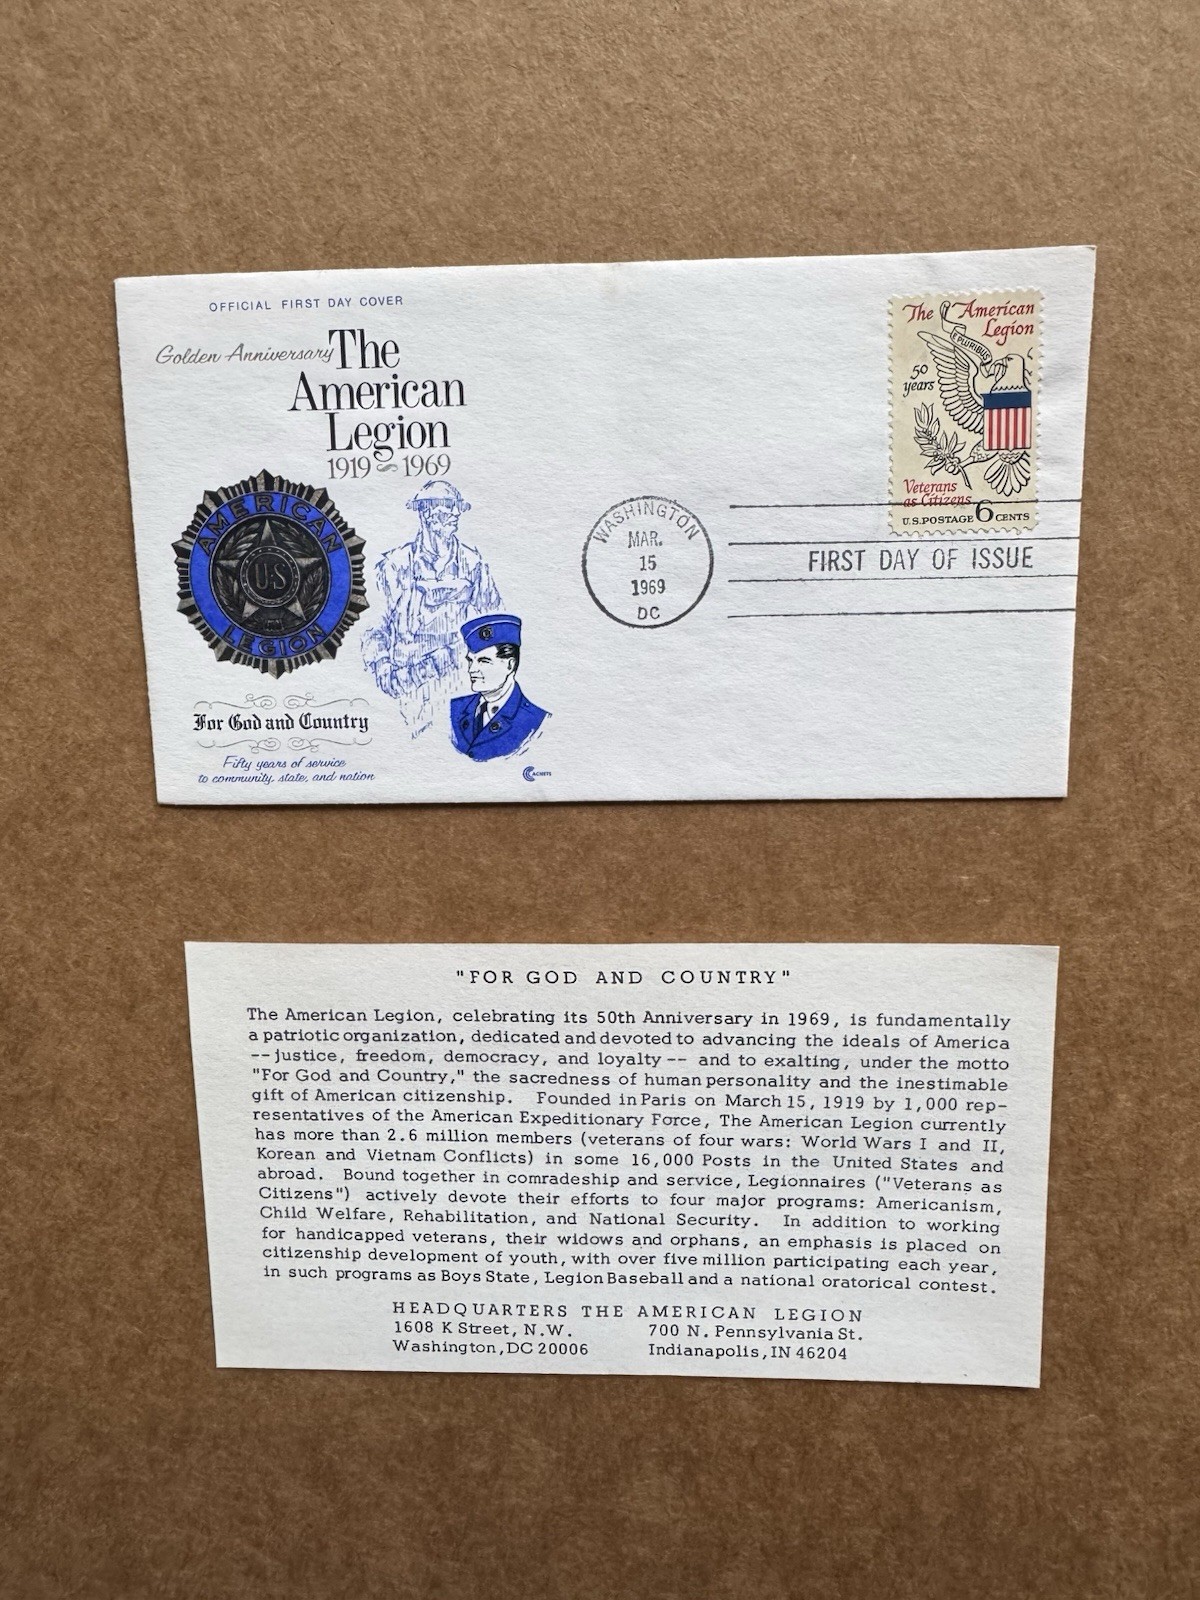 OFFICIAL FIRST DAY COVER
Golden Anniversary
The
American
Legion
1919 ~ 1969
AMERICAN
U.S
LEGION
For God and Country
Fifty years of service
to community, state, and nation
CACHETS
WASHINGTON
MAR.
15
1969
DC
FIRST DAY OF ISSUE
The American
Legion
E PLURIBUS
50
years
Veterans
as Citizens
U.S. POSTAGE 6 CENTS
"FOR GOD AND COUNTRY"
The American Legion, celebrating its 50th Anniversary in 1969, is fundamentally
a patriotic organization, dedicated and devoted to advancing the ideals of America
-- justice, freedom, democracy, and loyalty -- and to exalting, under the motto
"For God and Country," the sacredness of human personality and the inestimable
gift of American citizenship. Founded in Paris on March 15, 1919 by 1,000 rep-
resentatives of the American Expeditionary Force, The American Legion currently
has more than 2.6 million members (veterans of four wars: World Wars I and II,
Korean and Vietnam Conflicts) in some 16,000 Posts in the United States and
abroad. Bound together in comradeship and service, Legionnaires ("Veterans as
Citizens") actively devote their efforts to four major programs: Americanism,
Child Welfare, Rehabilitation, and National Security. In addition to working
for handicapped veterans, their widows and orphans, an emphasis is placed on
citizenship development of youth, with over five million participating each year,
in such programs as Boys State, Legion Baseball and a national oratorical contest.
HEADQUARTERS THE AMERICAN LEGION
1608 K Street, N.W.
Washington, DC 20006
700 N. Pennsylvania St.
Indianapolis, IN 46204